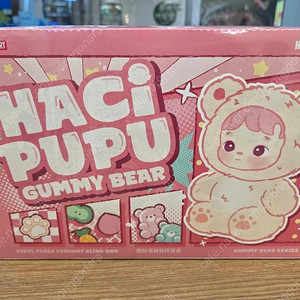 HACI
PUPU
GUMMY BEAR
VINYL PLUSH PENDANT BLIND BOX
GUMMY BEAR SERIES